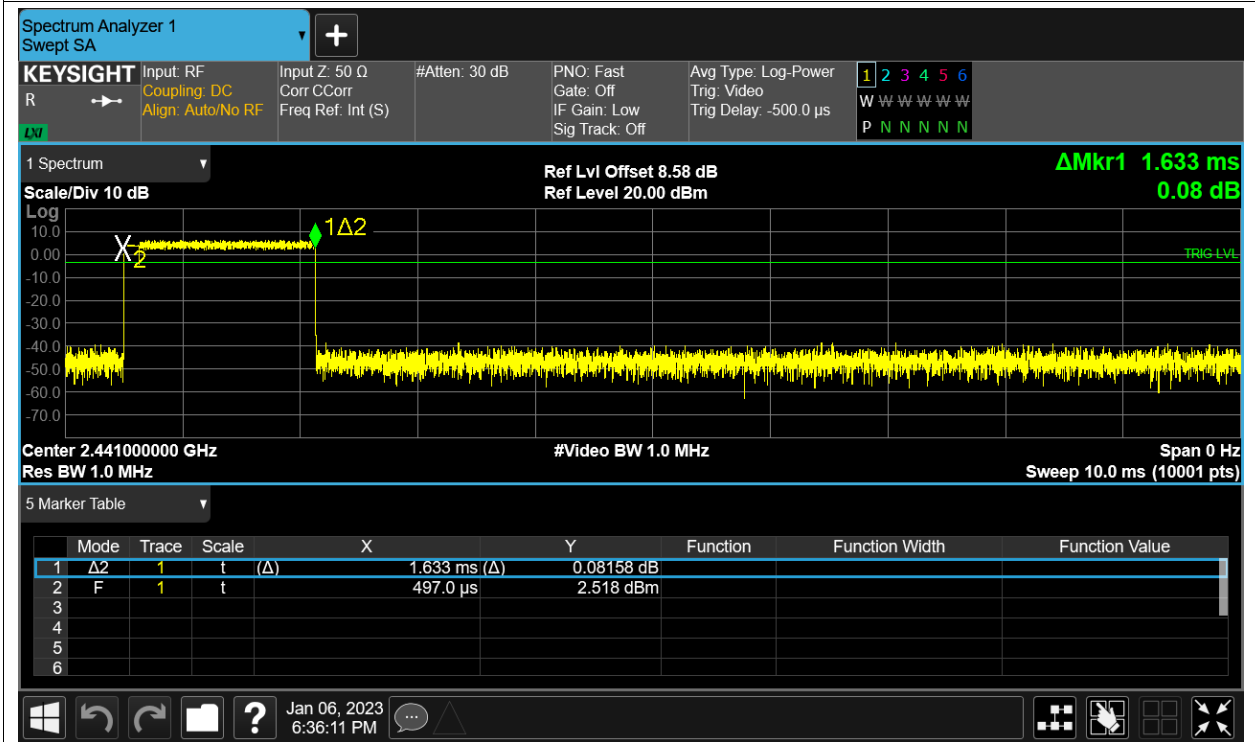 Spectrum Analyzer 1
Swept SA
KEYSIGHT
R
LXI
Input: RF
Coupling: DC
Align: Auto/No RF
Input Z: 50 Ω
Corr CCorr
Freq Ref: Int (S)
#Atten: 30 dB
PNO: Fast
Gate: Off
IF Gain: Low
Sig Track: Off
Avg Type: Log-Power
Trig: Video
Trig Delay: -500.0 µs
1 2 3 4 5 6
W W W W W W
P N N N N N
1 Spectrum
Scale/Div 10 dB
Ref Lvl Offset 8.58 dB
Ref Level 20.00 dBm
ΔMkr1 1.633 ms
0.08 dB
Log
10.0
0.00
-10.0
-20.0
-30.0
-40.0
-50.0
-60.0
-70.0
1Δ2
X
2
TRIG LVL
Center 2.441000000 GHz
Res BW 1.0 MHz
#Video BW 1.0 MHz
Span 0 Hz
Sweep 10.0 ms (10001 pts)
5 Marker Table
Mode Trace Scale X Y Function Function Width Function Value
1 Δ2 1 t (Δ) 1.633 ms (Δ) 0.08158 dB
2 F 1 t 497.0 µs 2.518 dBm
3
4
5
6
?
Jan 06, 2023
6:36:11 PM